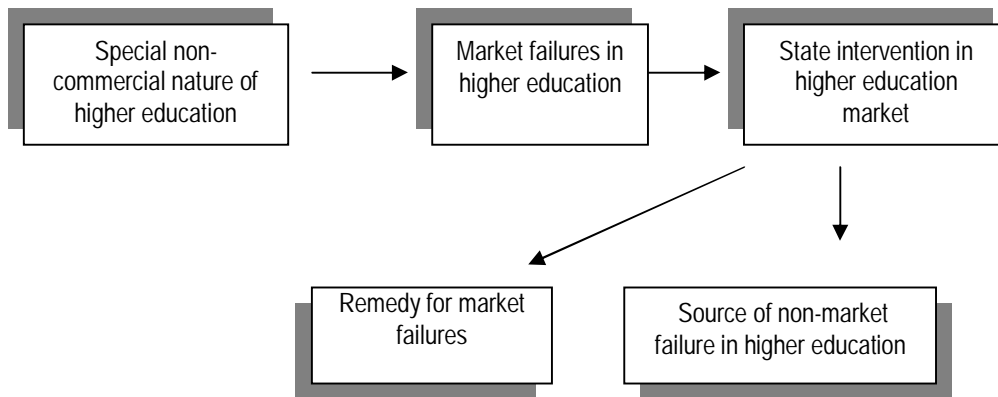 Special non-
commercial nature of
higher education
Market failures in
higher education
State intervention in
higher education
market
Remedy for market
failures
Source of non-market
failure in higher education